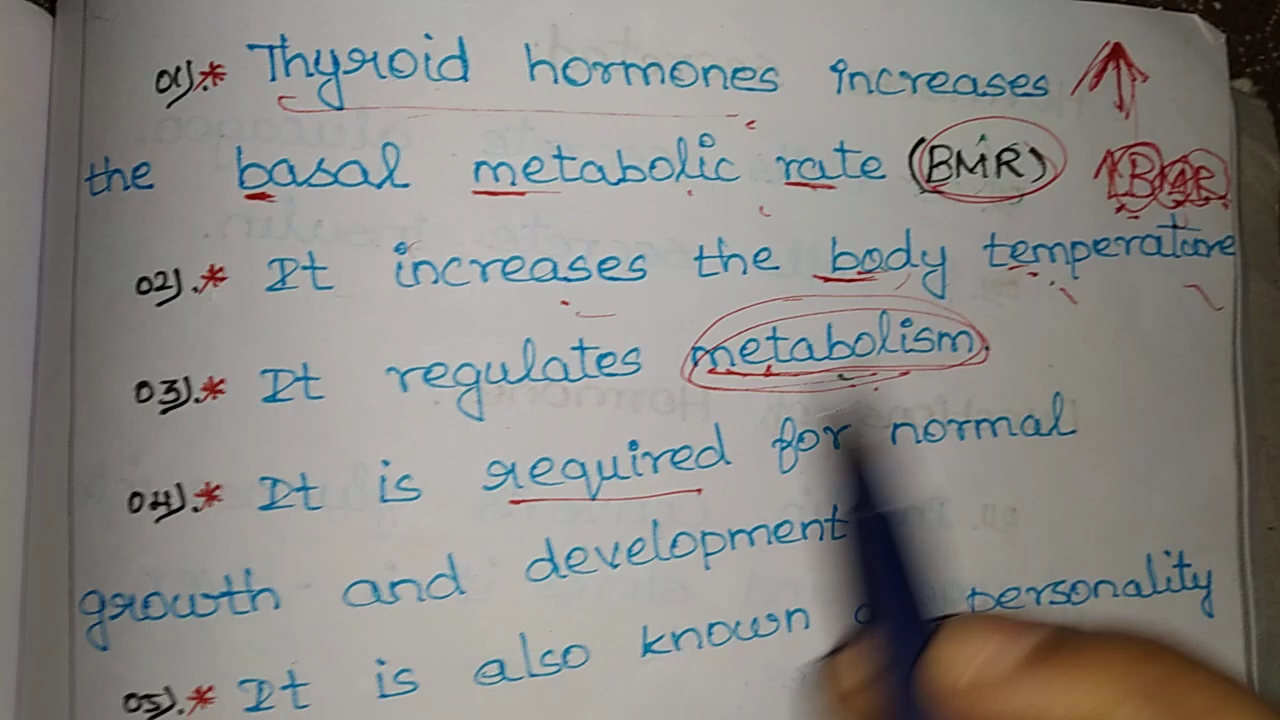 01).* Thyroid hormones increases
the basal metabolic rate (BMR)
02).* It increases the body temperature
03).* It regulates metabolism.
04).* It is required for normal
growth and development
05).* It is also known personality